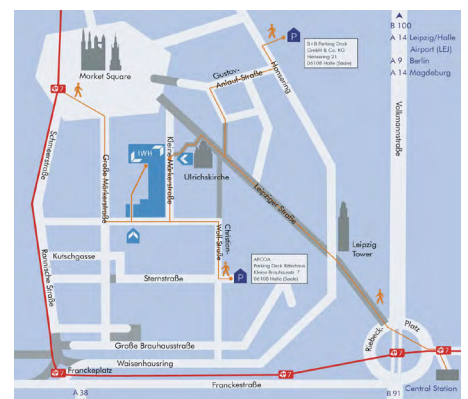 B 100
A 14 Leipzig/Halle
Airport (LEJ)
A 9 Berlin
A 14 Magdeburg
P
B+B Parking Dock
GmbH & Co. KG
Hansering 21
06108 Halle (Saale)
Market Square
Gustav-
Anlauf-Straße
Hansering
Volkmannstraße
7
Schmeerstraße
Große Märkerstraße
Kleine Märkerstraße
IWH
Ulrichskirche
Leipziger Straße
Christian-
Wolf-Straße
Leipzig
Tower
Rannische Straße
Kutschgasse
Sternstraße
P
APCOA
Parking Deck Ritterhaus
Kleine Brauhausstr. 7
06108 Halle (Saale)
Große Brauhausstraße
Waisenhausring
Riebeck-
Platz
7
7
7
7
Franckeplatz
Franckestraße
Central Station
A 38
B 91